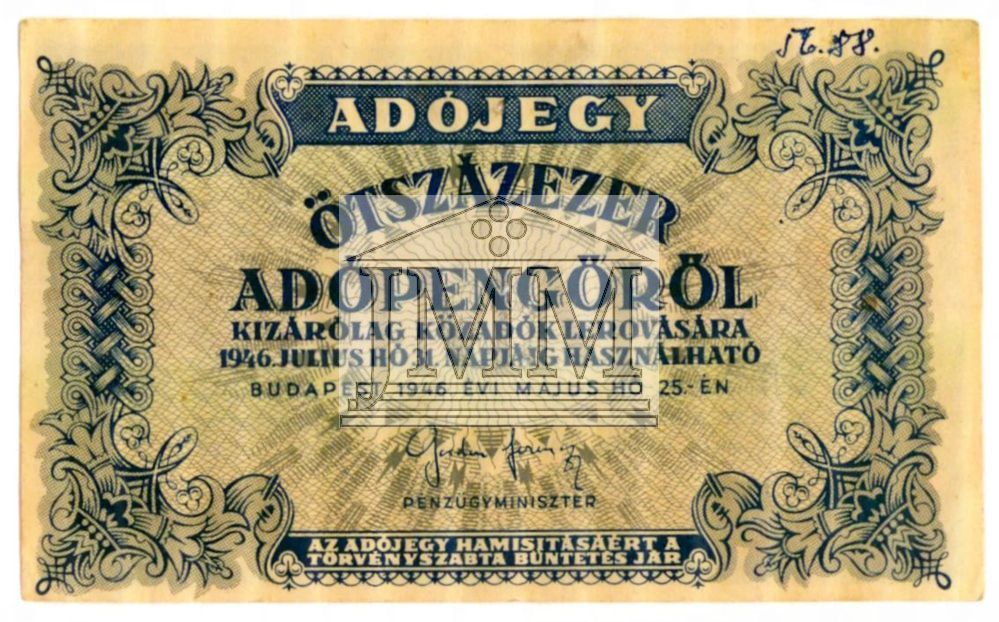 ADÓJEGY
ÖTSZÁZEZER
ADÓPENGŐRŐL
KIZÁRÓLAG KÖZADÓK LEROVÁSÁRA
1946. JULIUS HÓ 31. NAPJÁIG HASZNÁLHATÓ
BUDAPEST, 1946. ÉVI MÁJUS HÓ 25.-ÉN
JMM
PÉNZÜGYMINISZTER
AZ ADÓJEGY HAMISITÁSÁÉRT A
TÖRVÉNYSZABTA BÜNTETÉS JÁR